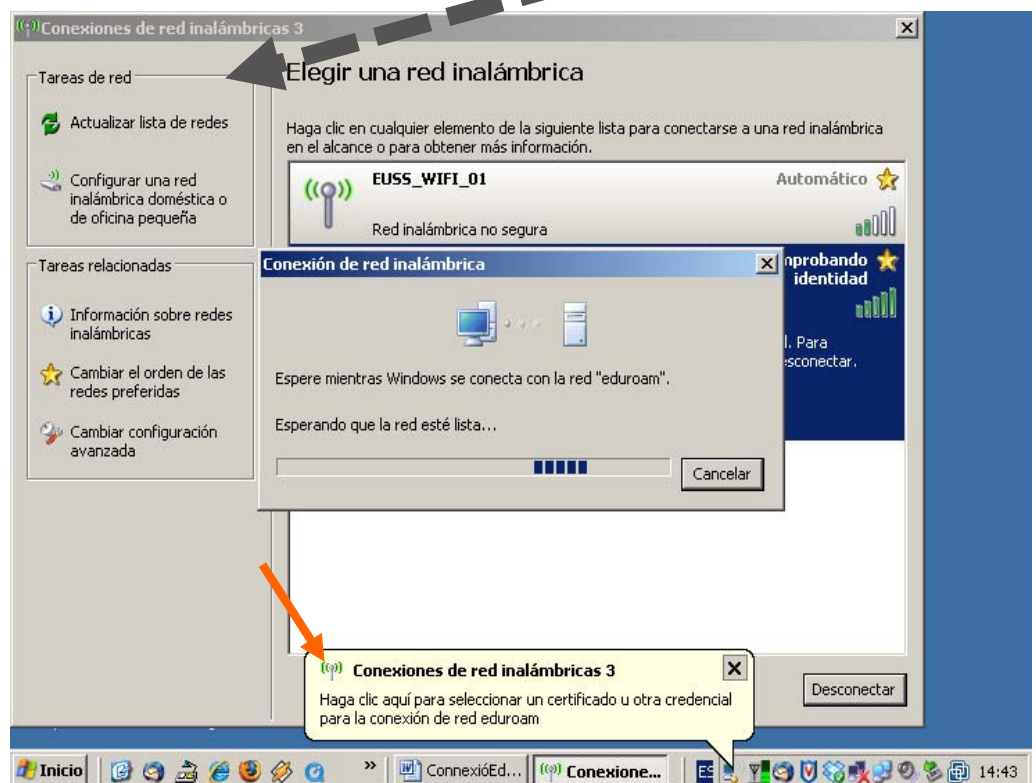 Conexiones de red inalámbricas 3
Tareas de red
Actualizar lista de redes
Configurar una red
inalámbrica doméstica o
de oficina pequeña
Tareas relacionadas
Información sobre redes
inalámbricas
Cambiar el orden de las
redes preferidas
Cambiar configuración
avanzada
Elegir una red inalámbrica
Haga clic en cualquier elemento de la siguiente lista para conectarse a una red inalámbrica
en el alcance o para obtener más información.
EUSS_WIFI_01
Automático
Red inalámbrica no segura
nprobando
identidad
l. Para
esconectar.
Conexión de red inalámbrica
Espere mientras Windows se conecta con la red "eduroam".
Esperando que la red esté lista...
Cancelar
Conexiones de red inalámbricas 3
Haga clic aquí para seleccionar un certificado u otra credencial
para la conexión de red eduroam
Desconectar
Inicio
»
ConnexióEd...
Conexione...
ES
14:43